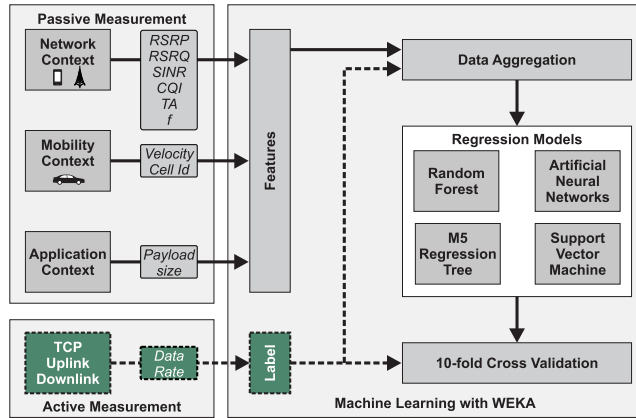 Passive Measurement
Network
Context
RSRP
RSRQ
SINR
CQI
TA
f
Mobility
Context
Velocity
Cell Id
Application
Context
Payload
size
TCP
Uplink
Downlink
Data
Rate
Active Measurement
Features
Label
Data Aggregation
Regression Models
Random
Forest
Artificial
Neural
Networks
M5
Regression
Tree
Support
Vector
Machine
10-fold Cross Validation
Machine Learning with WEKA